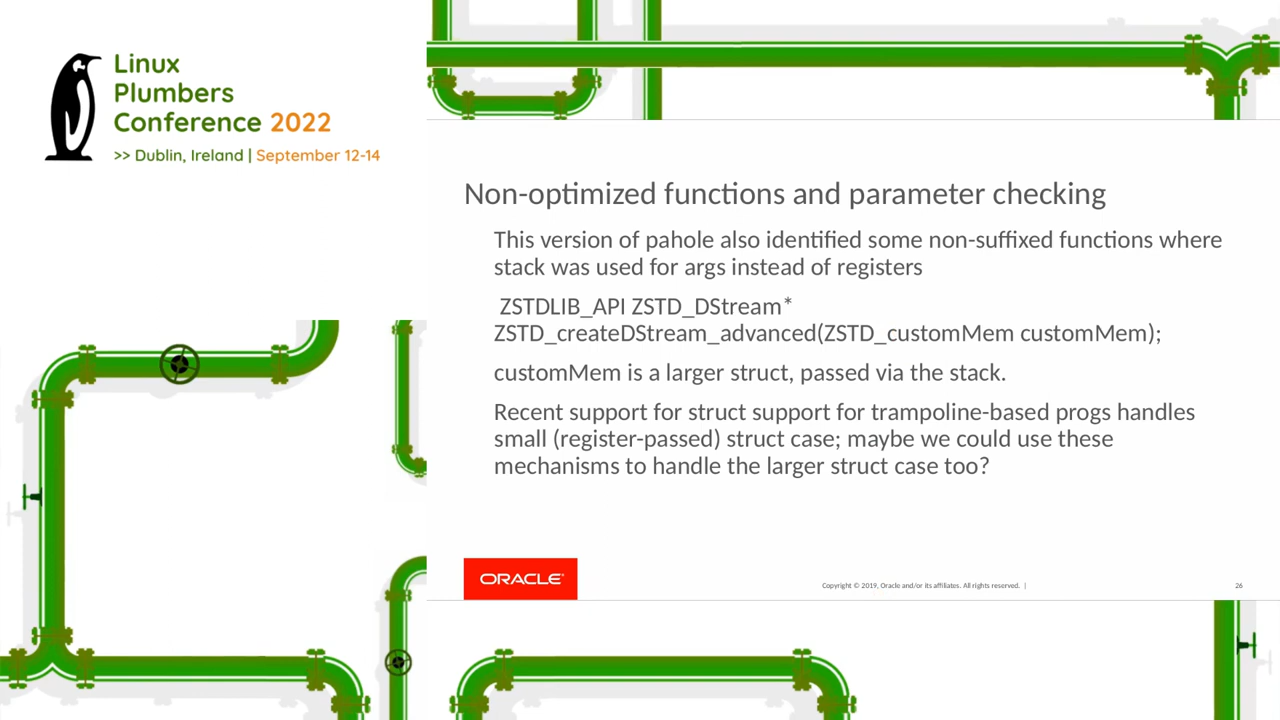 Linux
Plumbers
Conference 2022
>> Dublin, Ireland | September 12-14
Non-optimized functions and parameter checking
This version of pahole also identified some non-suffixed functions where
stack was used for args instead of registers
ZSTDLIB_API ZSTD_DStream*
ZSTD_createDStream_advanced(ZSTD_customMem customMem);
customMem is a larger struct, passed via the stack.
Recent support for struct support for trampoline-based progs handles
small (register-passed) struct case; maybe we could use these
mechanisms to handle the larger struct case too?
ORACLE®
Copyright © 2019, Oracle and/or its affiliates. All rights reserved. |
26